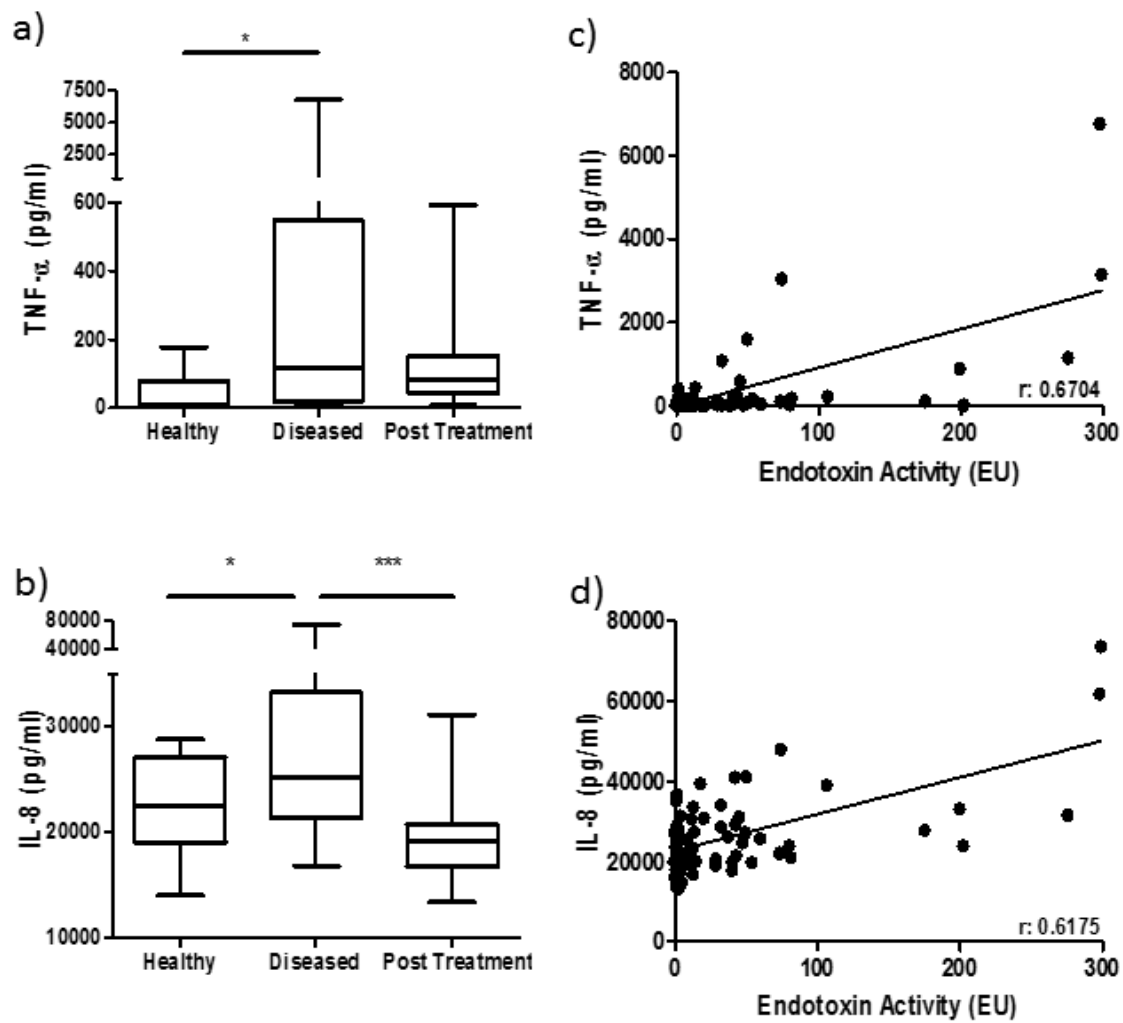 a)
*
7500
5000
2500
600
400
200
0
TNF-α (pg/ml)
Healthy Diseased Post Treatment
c)
8000
6000
4000
2000
0
TNF-α (pg/ml)
r: 0.6704
0 100 200 300
Endotoxin Activity (EU)
b)
* ***
80000
40000
30000
20000
10000
IL-8 (pg/ml)
Healthy Diseased Post Treatment
d)
80000
60000
40000
20000
0
IL-8 (pg/ml)
r: 0.6175
0 100 200 300
Endotoxin Activity (EU)